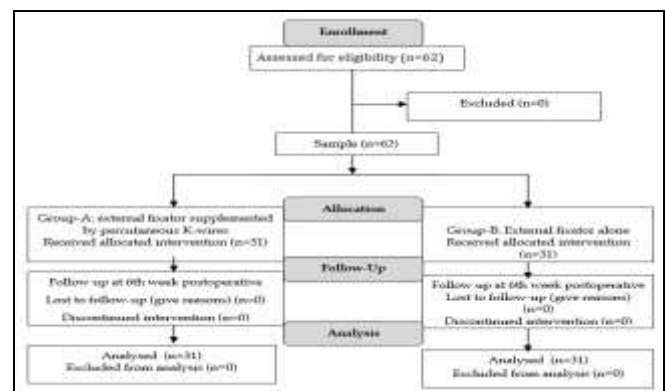 Enrollment
Assessed for eligibility (n=62)
Excluded (n=0)
Sample (n=62)
Allocation
Group-A: external fixator supplemented
by percutaneous K-wires
Received allocated intervention (n=31)
Group-B: External fixator alone
Received allocated intervention
(n=31)
Follow-Up
Follow up at 6th week postoperative
Lost to follow-up (give reasons) (n=0)
Discontinued intervention (n=0)
Follow up at 6th week postoperative
Lost to follow-up (give reasons)
(n=0)
Discontinued intervention (n=0)
Analysis
Analysed (n=31)
Excluded from analysis (n=0)
Analysed (n=31)
Excluded from analysis (n=0)